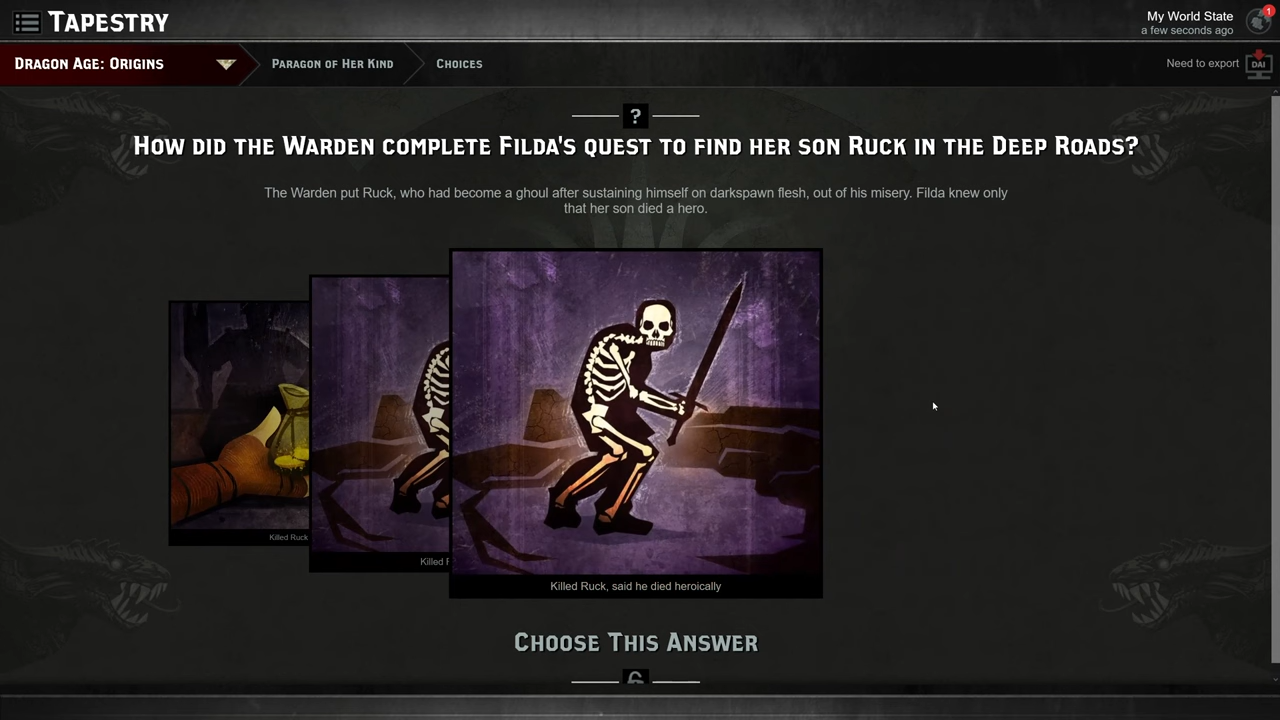 TAPESTRY
My World State
a few seconds ago
1
DRAGON AGE: ORIGINS
PARAGON OF HER KIND
CHOICES
Need to export
DAI
?
HOW DID THE WARDEN COMPLETE FILDA'S QUEST TO FIND HER SON RUCK IN THE DEEP ROADS?
The Warden put Ruck, who had become a ghoul after sustaining himself on darkspawn flesh, out of his misery. Filda knew only
that her son died a hero.
Killed Ruck
Killed
Killed Ruck, said he died heroically
CHOOSE THIS ANSWER